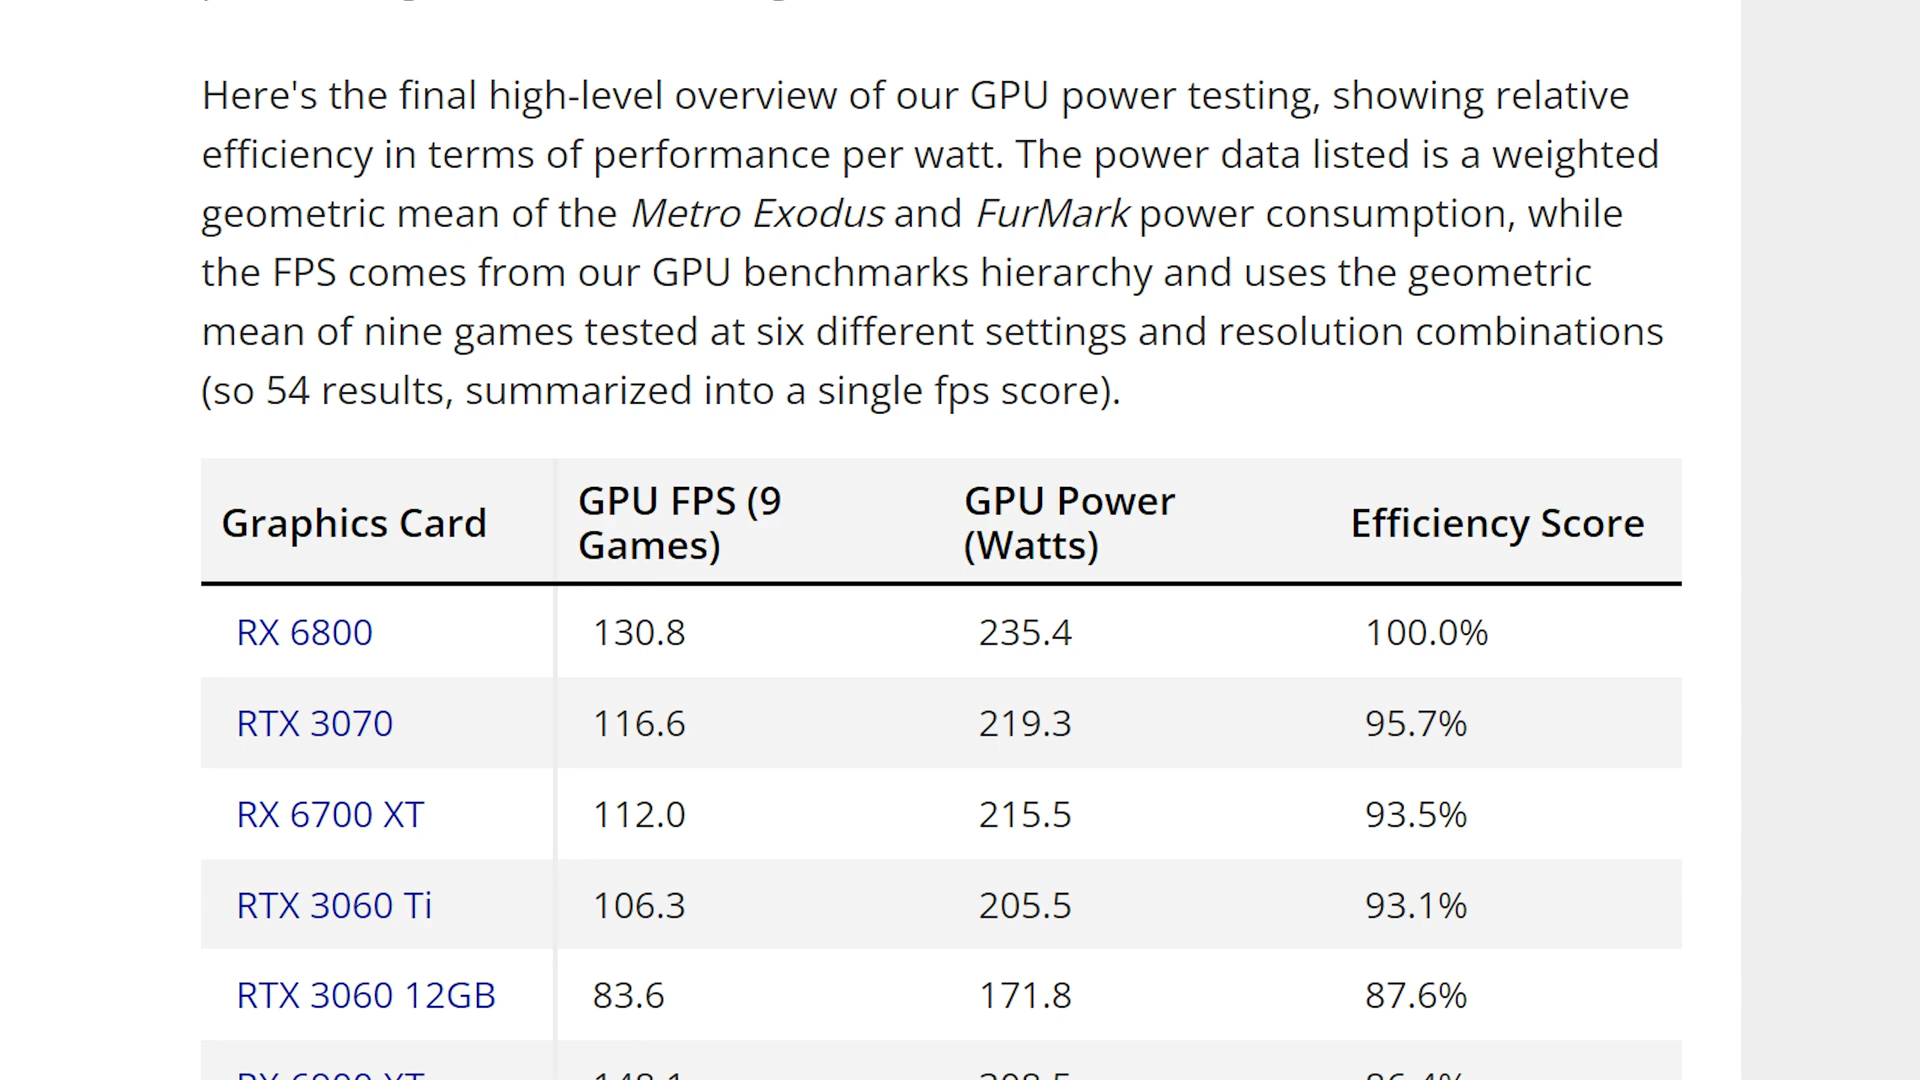 Here's the final high-level overview of our GPU power testing, showing relative
efficiency in terms of performance per watt. The power data listed is a weighted
geometric mean of the Metro Exodus and FurMark power consumption, while
the FPS comes from our GPU benchmarks hierarchy and uses the geometric
mean of nine games tested at six different settings and resolution combinations
(so 54 results, summarized into a single fps score).
Graphics Card GPU FPS (9 Games) GPU Power (Watts) Efficiency Score
RX 6800 130.8 235.4 100.0%
RTX 3070 116.6 219.3 95.7%
RX 6700 XT 112.0 215.5 93.5%
RTX 3060 Ti 106.3 205.5 93.1%
RTX 3060 12GB 83.6 171.8 87.6%